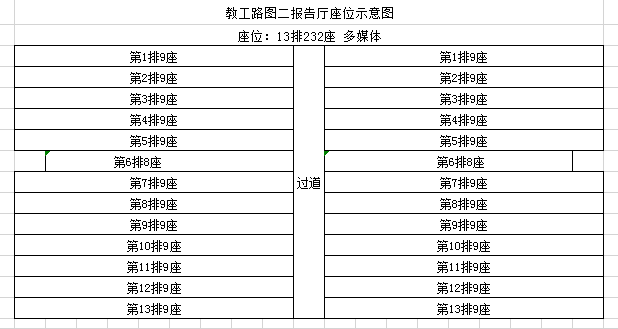 教工路图二报告厅座位示意图
座位：13排232座 多媒体
第1排9座 第1排9座
第2排9座 第2排9座
第3排9座 第3排9座
第4排9座 第4排9座
第5排9座 第5排9座
第6排8座 第6排8座
第7排9座 过道 第7排9座
第8排9座 第8排9座
第9排9座 第9排9座
第10排9座 第10排9座
第11排9座 第11排9座
第12排9座 第12排9座
第13排9座 第13排9座